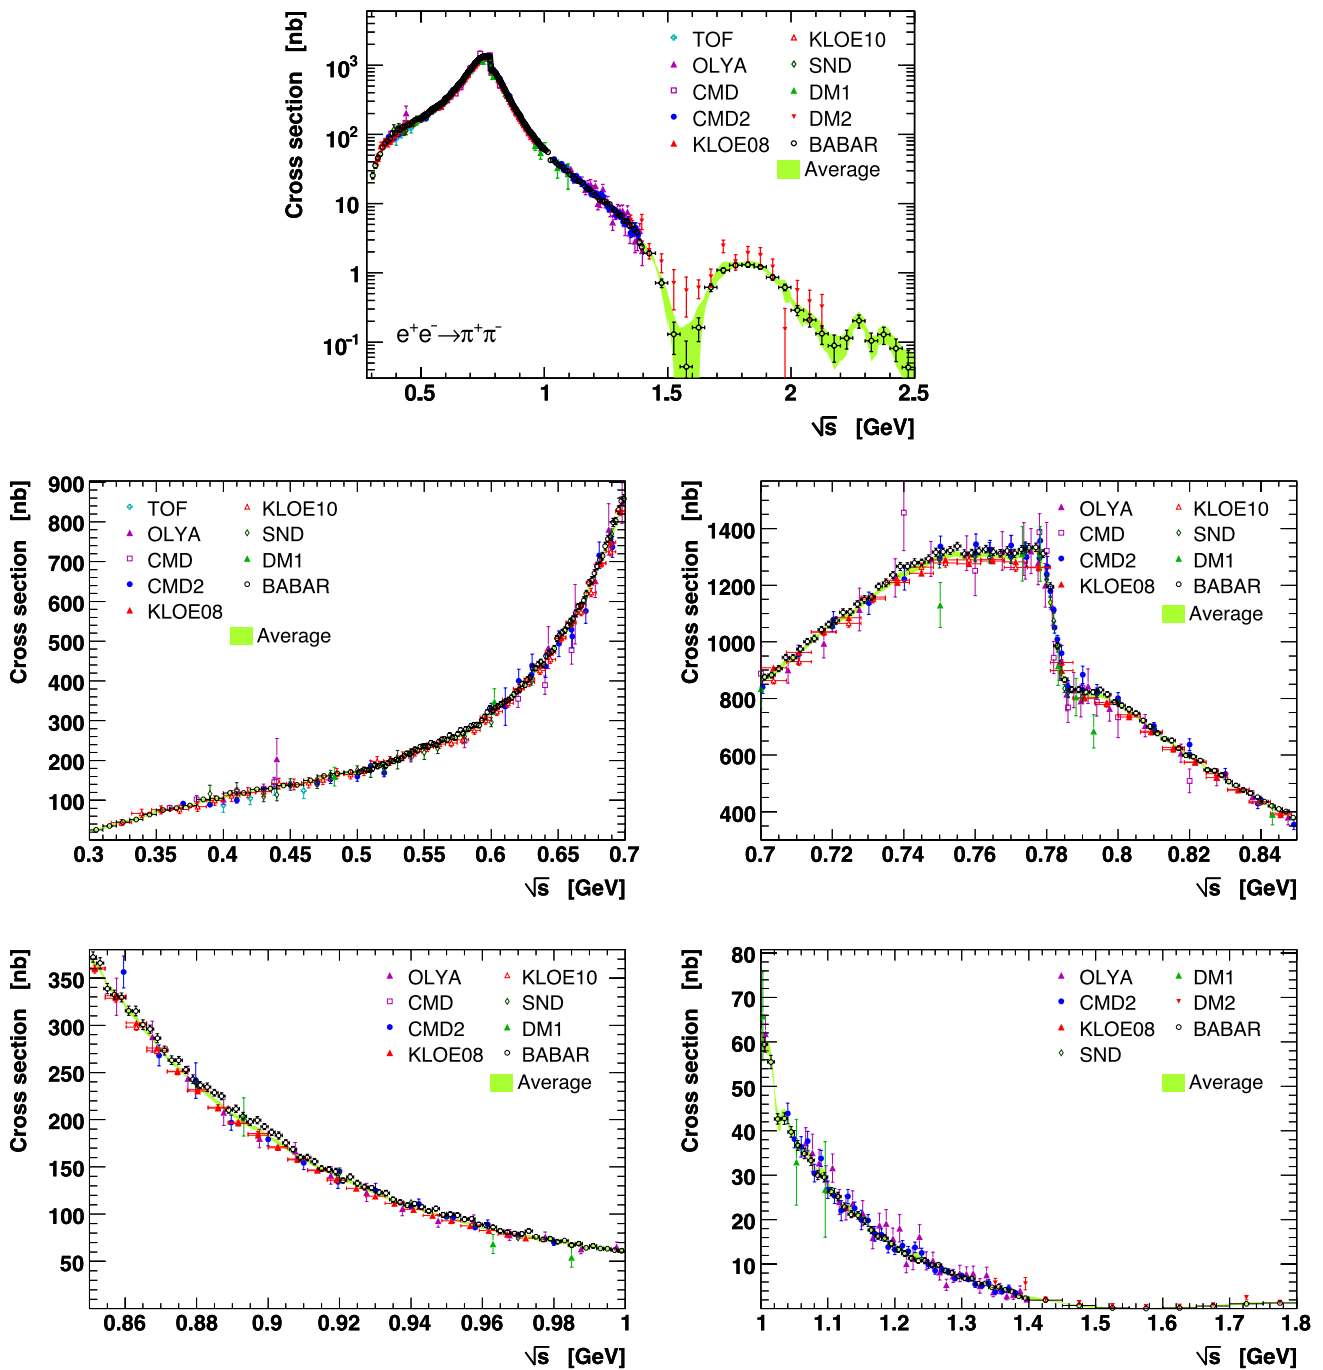 Cross section [nb]
10³
10²
10
1
10⁻¹
TOF
OLYA
CMD
CMD2
KLOE08
KLOE10
SND
DM1
DM2
BABAR
Average
e⁺e⁻→π⁺π⁻
0.5 1 1.5 2 2.5
√s [GeV]
Cross section [nb]
900
800
700
600
500
400
300
200
100
TOF
OLYA
CMD
CMD2
KLOE08
KLOE10
SND
DM1
BABAR
Average
0.3 0.35 0.4 0.45 0.5 0.55 0.6 0.65 0.7
√s [GeV]
Cross section [nb]
1400
1200
1000
800
600
400
OLYA
CMD
CMD2
KLOE08
KLOE10
SND
DM1
BABAR
Average
0.7 0.72 0.74 0.76 0.78 0.8 0.82 0.84
√s [GeV]
Cross section [nb]
350
300
250
200
150
100
50
OLYA
CMD
CMD2
KLOE08
KLOE10
SND
DM1
BABAR
Average
0.86 0.88 0.9 0.92 0.94 0.96 0.98 1
√s [GeV]
Cross section [nb]
80
70
60
50
40
30
20
10
OLYA
CMD2
KLOE08
SND
DM1
DM2
BABAR
Average
1 1.1 1.2 1.3 1.4 1.5 1.6 1.7 1.8
√s [GeV]